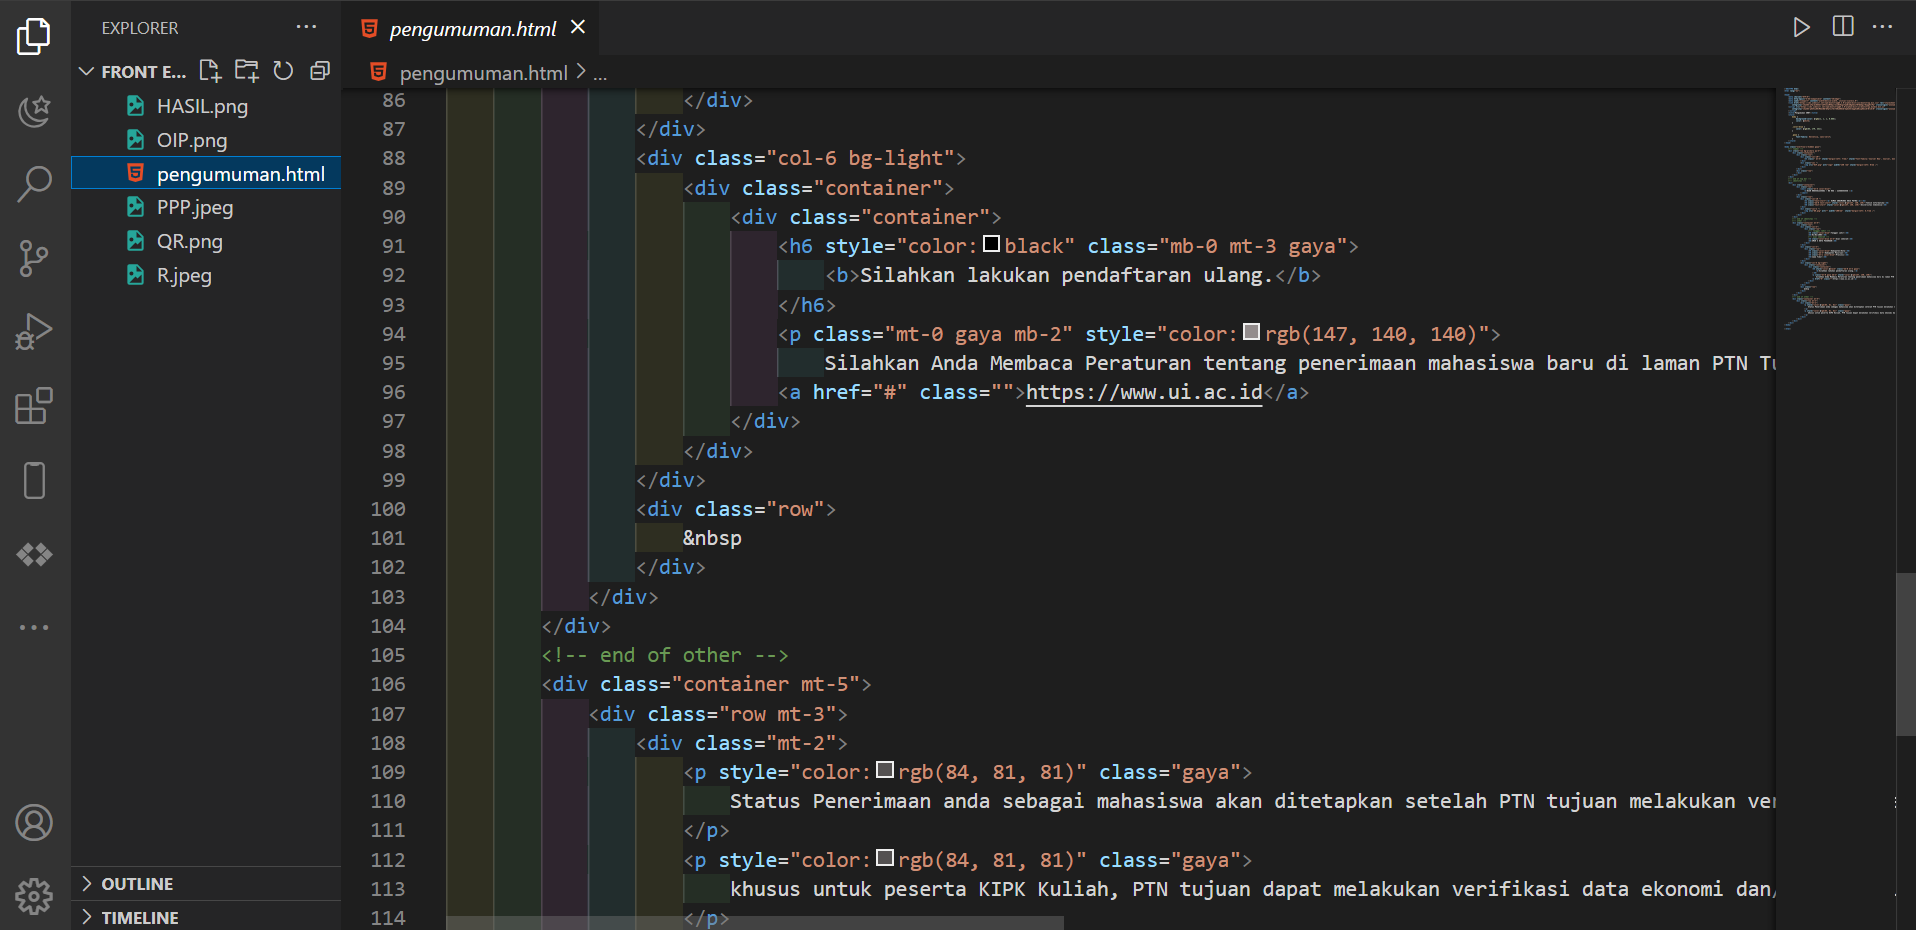 EXPLORER
FRONT E...
HASIL.png
OIP.png
pengumuman.html
PPP.jpeg
QR.png
R.jpeg
OUTLINE
TIMELINE
pengumuman.html
pengumuman.html > ...
86 </div>
87 </div>
88 <div class="col-6 bg-light">
89 <div class="container">
90 <div class="container">
91 <h6 style="color:black" class="mb-0 mt-3 gaya">
92 <b>Silahkan lakukan pendaftaran ulang.</b>
93 </h6>
94 <p class="mt-0 gaya mb-2" style="color:rgb(147, 140, 140)">
95 Silahkan Anda Membaca Peraturan tentang penerimaan mahasiswa baru di laman PTN
96 <a href="#" class="">https://www.ui.ac.id</a>
97 </div>
98 </div>
99 </div>
100 <div class="row">
101 &nbsp
102 </div>
103 </div>
104 </div>
105 <!-- end of other -->
106 <div class="container mt-5">
107 <div class="row mt-3">
108 <div class="mt-2">
109 <p style="color:rgb(84, 81, 81)" class="gaya">
110 Status Penerimaan anda sebagai mahasiswa akan ditetapkan setelah PTN tujuan melakukan
111 </p>
112 <p style="color:rgb(84, 81, 81)" class="gaya">
113 khusus untuk peserta KIPK Kuliah, PTN tujuan dapat melakukan verifikasi data ekonomi dan/
114 </p>